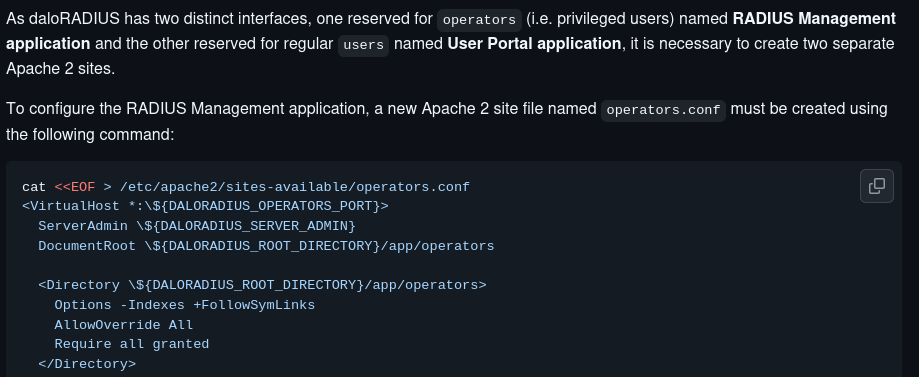 As daloRADIUS has two distinct interfaces, one reserved for operators (i.e. privileged users) named RADIUS Management
application and the other reserved for regular users named User Portal application, it is necessary to create two separate
Apache 2 sites.
To configure the RADIUS Management application, a new Apache 2 site file named operators.conf must be created using
the following command:
cat <<EOF > /etc/apache2/sites-available/operators.conf
<VirtualHost *:\${DALORADIUS_OPERATORS_PORT}>
  ServerAdmin \${DALORADIUS_SERVER_ADMIN}
  DocumentRoot \${DALORADIUS_ROOT_DIRECTORY}/app/operators
  <Directory \${DALORADIUS_ROOT_DIRECTORY}/app/operators>
    Options -Indexes +FollowSymLinks
    AllowOverride All
    Require all granted
  </Directory>